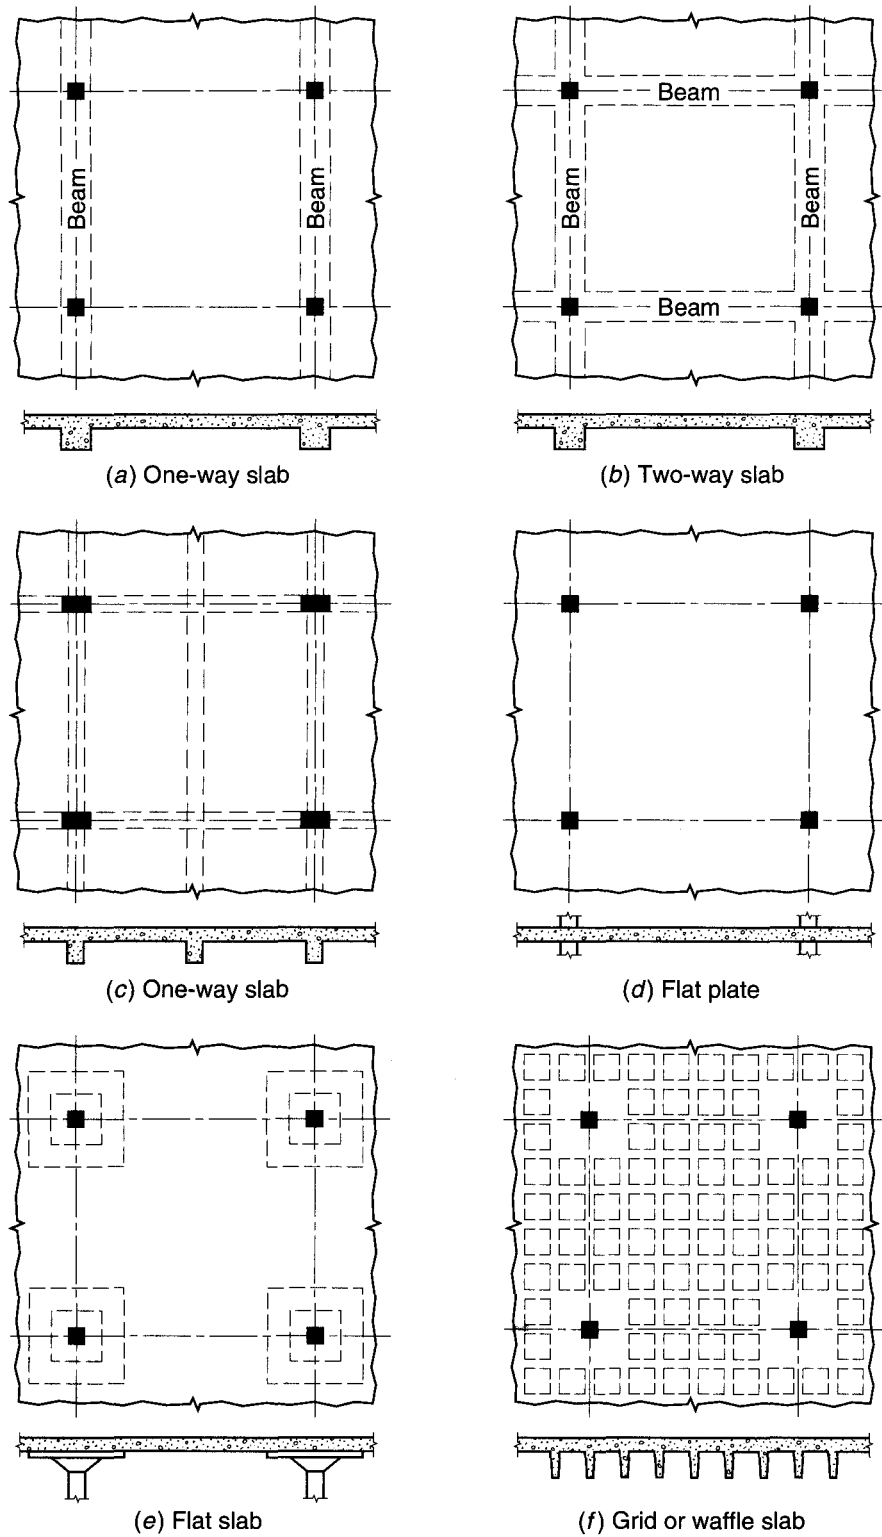 Beam
Beam
(a) One-way slab
Beam
Beam
Beam
Beam
(b) Two-way slab
(c) One-way slab
(d) Flat plate
(e) Flat slab
(f) Grid or waffle slab